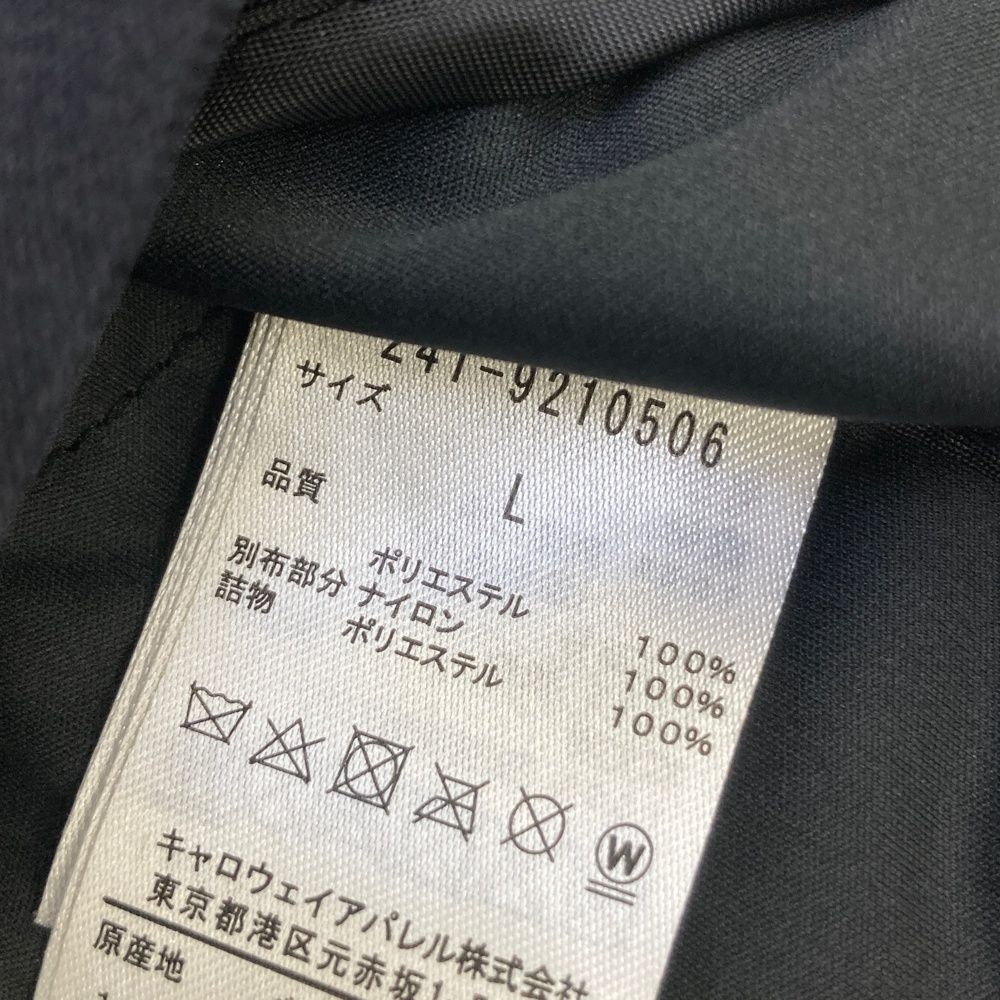 241-9210506
サイズ
L
品質 ポリエステル 100%
別布部分 ナイロン 100%
詰物 ポリエステル 100%
W
キャロウェイアパレル株式会社
東京都港区元赤坂1
原産地